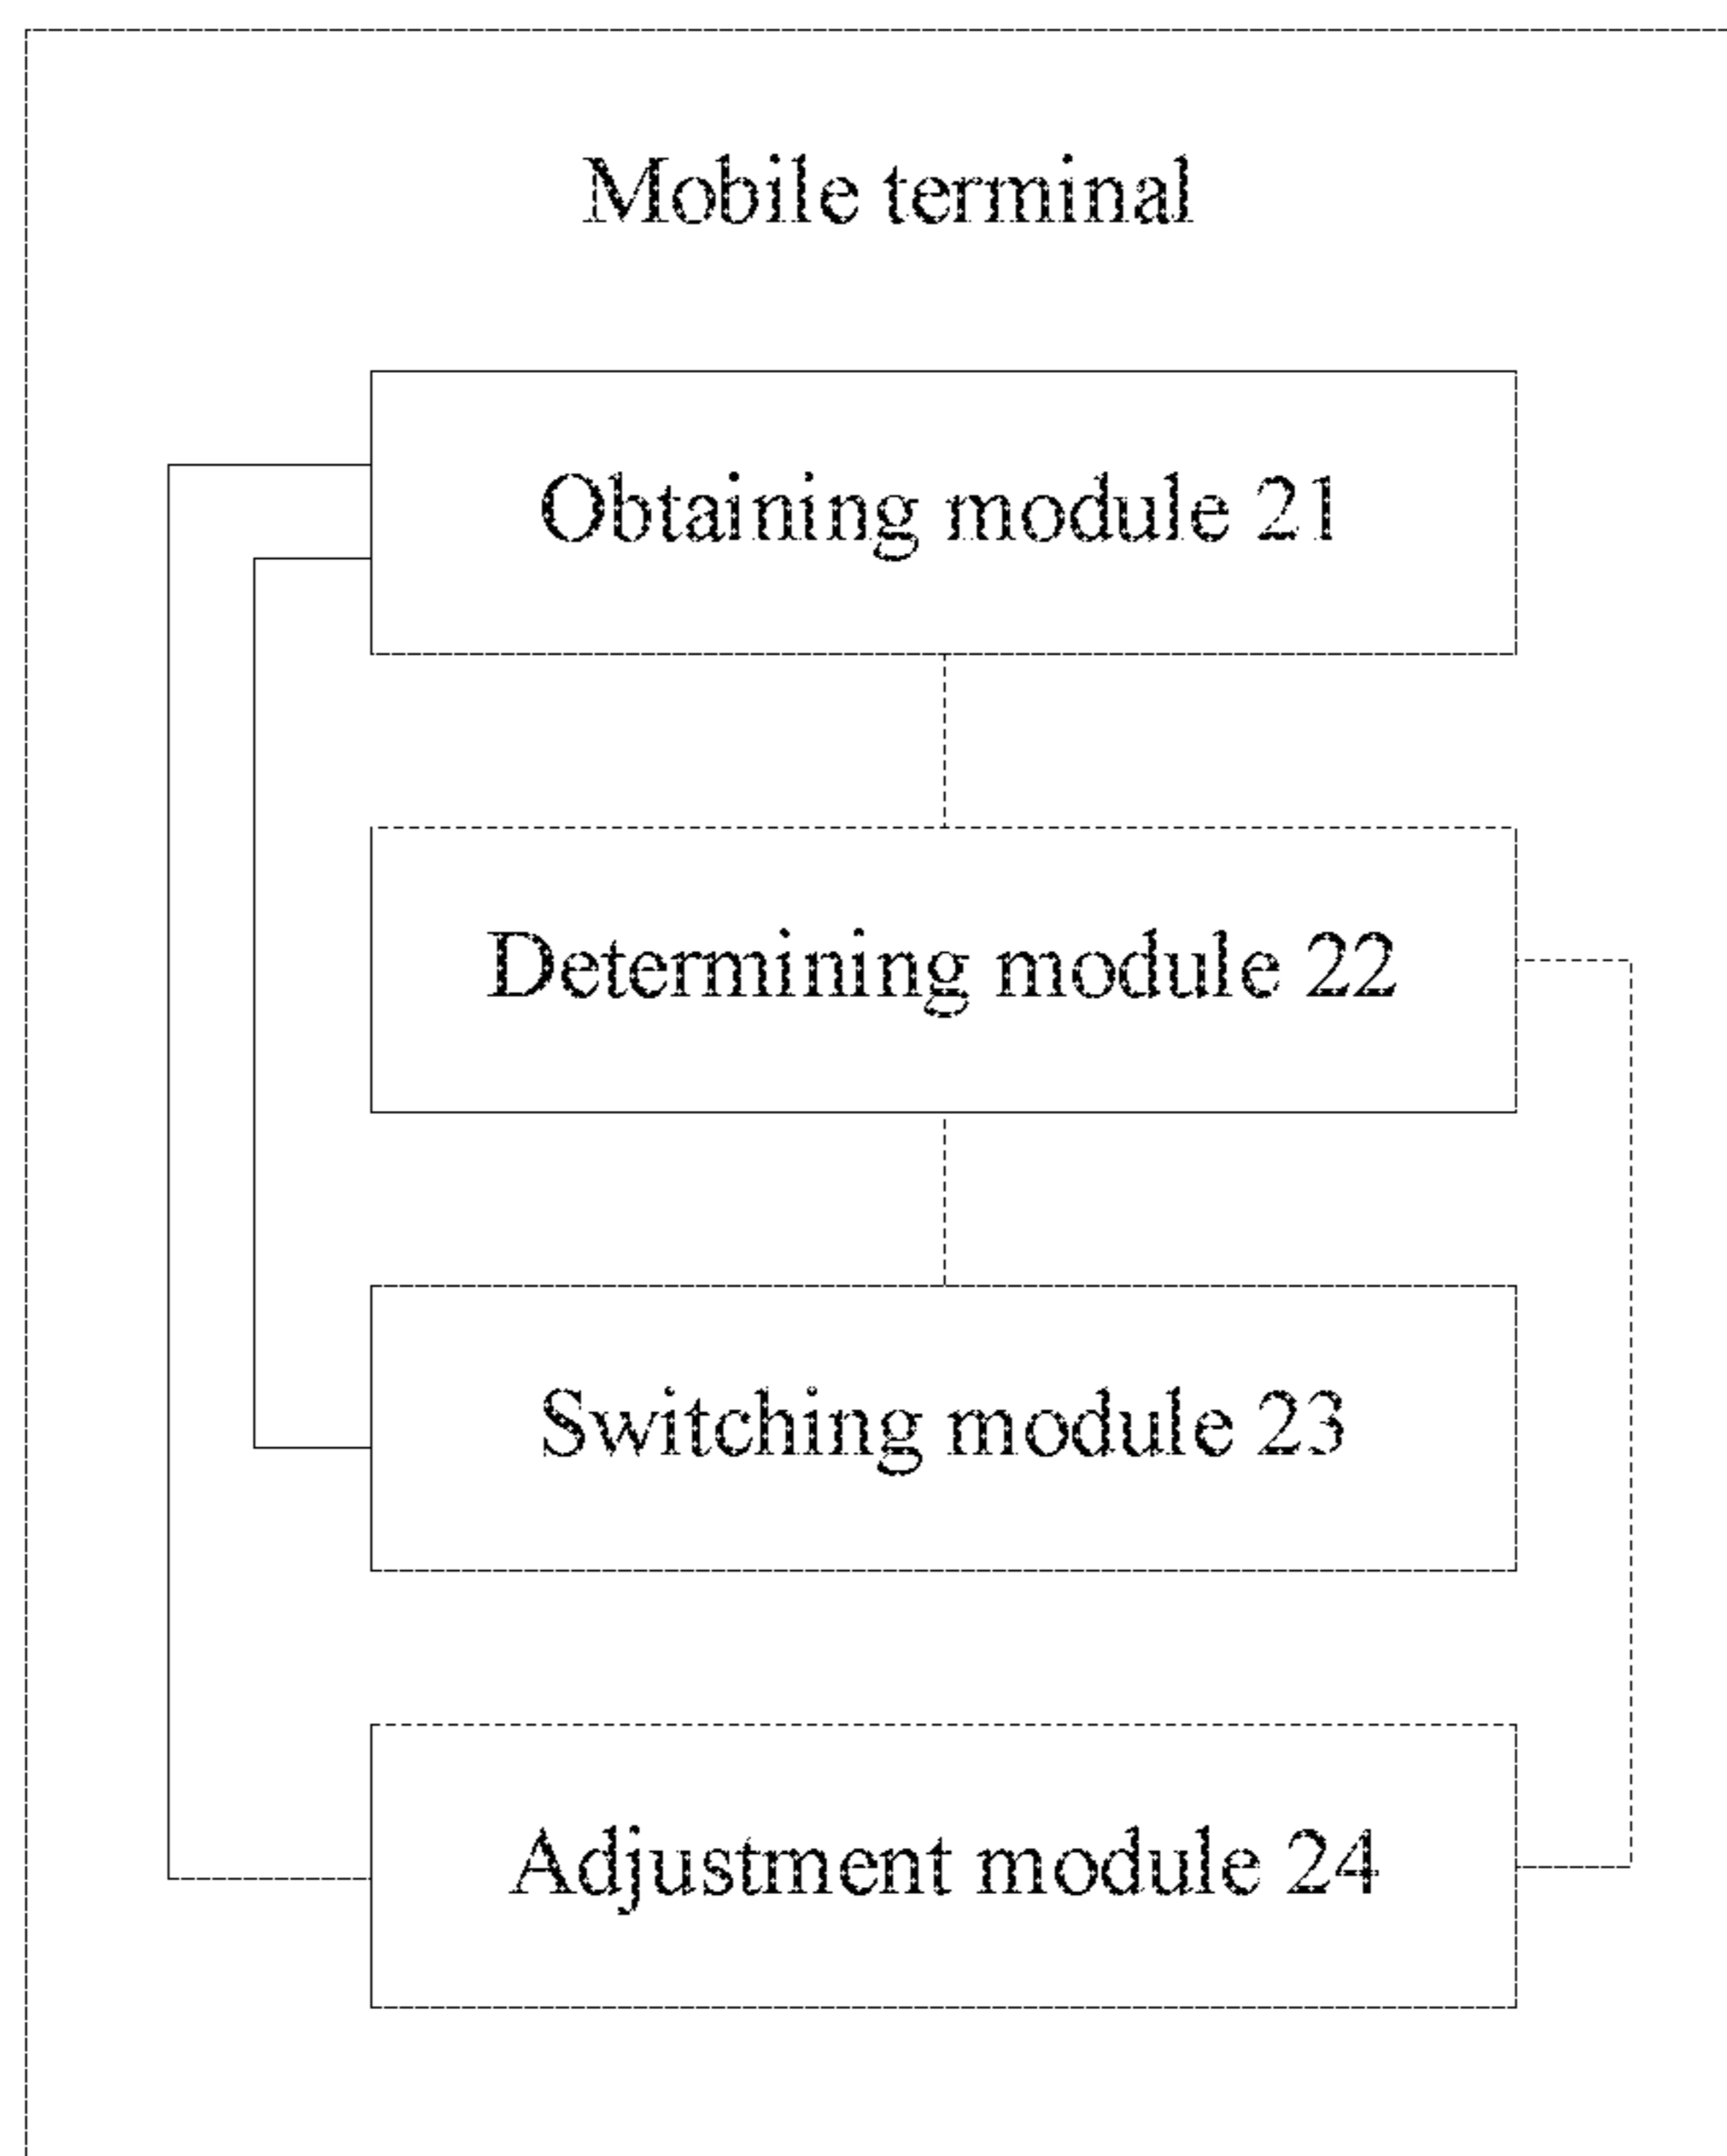 Mobile terminal
Obtaining module 21
Determining module 22
Switching module 23
Adjustment module 24